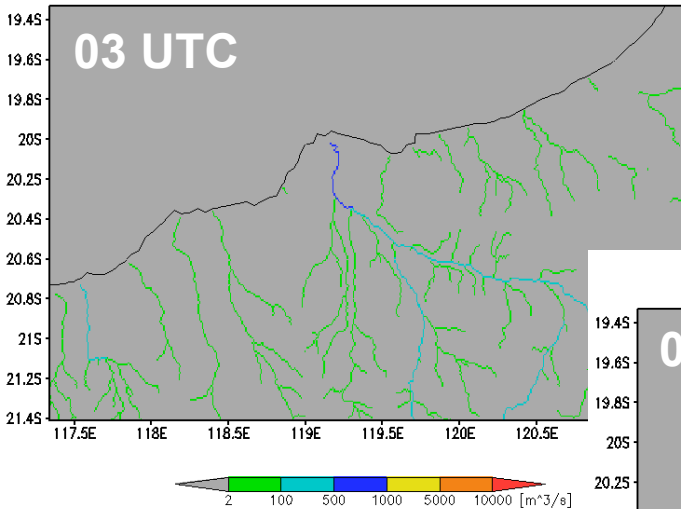 03 UTC
19.4S
19.6S
19.8S
20S
20.2S
20.4S
20.6S
20.8S
21S
21.2S
21.4S
117.5E 118E 118.5E 119E 119.5E 120E 120.5E
2 100 500 1000 5000 10000 [m^3/s]
0
19.4S
19.6S
19.8S
20S
20.2S